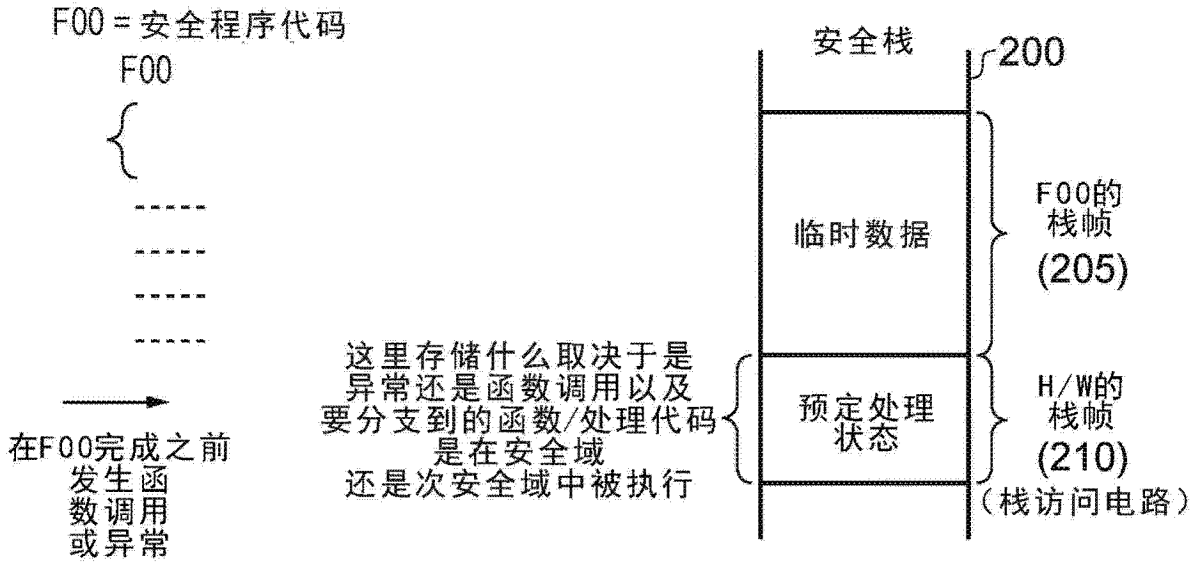 F00=安全程序代码
F00
在F00完成之前
发生函
数调用
或异常
这里存储什么取决于是
异常还是函数调用以及
要分支到的函数/处理代码
是在安全域
还是次安全域中被执行
安全栈
200
临时数据
F00的
栈帧
(205)
预定处理
状态
H/W的
栈帧
(210)
(栈访问电路)